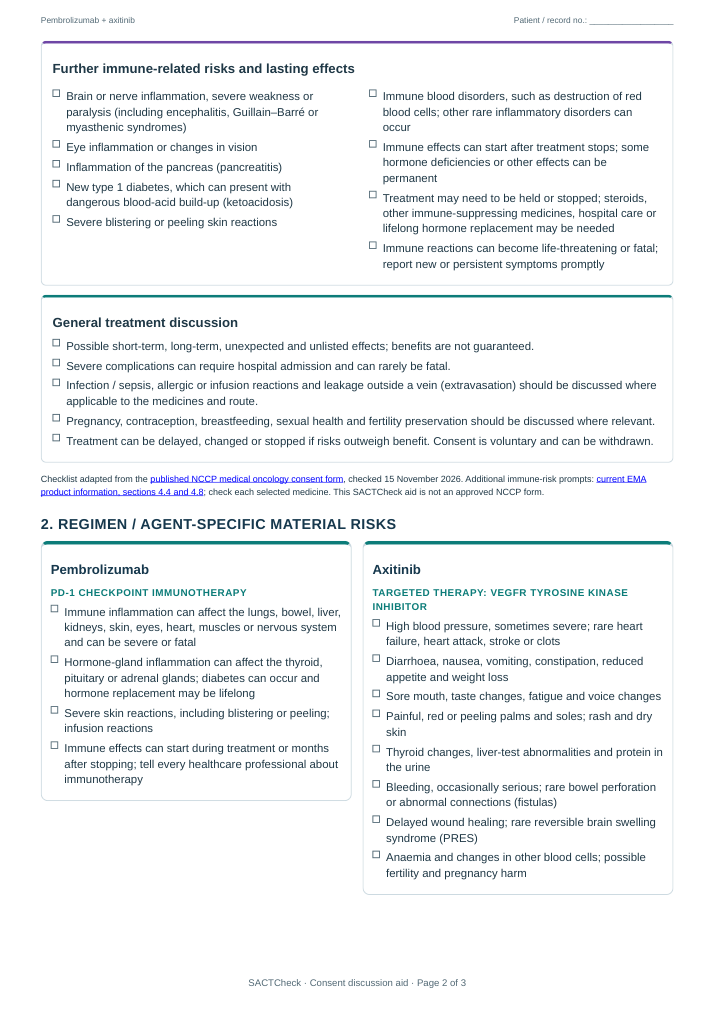 Pembrolizumab + axitinib
Patient / record no.: ___________________
Further immune-related risks and lasting effects
☐ Brain or nerve inflammation, severe weakness or
paralysis (including encephalitis, Guillain–Barré or
myasthenic syndromes)
☐ Eye inflammation or changes in vision
☐ Inflammation of the pancreas (pancreatitis)
☐ New type 1 diabetes, which can present with
dangerous blood-acid build-up (ketoacidosis)
☐ Severe blistering or peeling skin reactions
☐ Immune blood disorders, such as destruction of red
blood cells; other rare inflammatory disorders can
occur
☐ Immune effects can start after treatment stops; some
hormone deficiencies or other effects can be
permanent
☐ Treatment may need to be held or stopped; steroids,
other immune-suppressing medicines, hospital care or
lifelong hormone replacement may be needed
☐ Immune reactions can become life-threatening or fatal;
report new or persistent symptoms promptly
General treatment discussion
☐ Possible short-term, long-term, unexpected and unlisted effects; benefits are not guaranteed.
☐ Severe complications can require hospital admission and can rarely be fatal.
☐ Infection / sepsis, allergic or infusion reactions and leakage outside a vein (extravasation) should be discussed where
applicable to the medicines and route.
☐ Pregnancy, contraception, breastfeeding, sexual health and fertility preservation should be discussed where relevant.
☐ Treatment can be delayed, changed or stopped if risks outweigh benefit. Consent is voluntary and can be withdrawn.
Checklist adapted from the published NCCP medical oncology consent form, checked 15 November 2026. Additional immune-risk prompts: current EMA
product information, sections 4.4 and 4.8; check each selected medicine. This SACTCheck aid is not an approved NCCP form.
2. REGIMEN / AGENT-SPECIFIC MATERIAL RISKS
Pembrolizumab
PD-1 CHECKPOINT IMMUNOTHERAPY
☐ Immune inflammation can affect the lungs, bowel, liver,
kidneys, skin, eyes, heart, muscles or nervous system
and can be severe or fatal
☐ Hormone-gland inflammation can affect the thyroid,
pituitary or adrenal glands; diabetes can occur and
hormone replacement may be lifelong
☐ Severe skin reactions, including blistering or peeling;
infusion reactions
☐ Immune effects can start during treatment or months
after stopping; tell every healthcare professional about
immunotherapy
Axitinib
TARGETED THERAPY: VEGFR TYROSINE KINASE
INHIBITOR
☐ High blood pressure, sometimes severe; rare heart
failure, heart attack, stroke or clots
☐ Diarrhoea, nausea, vomiting, constipation, reduced
appetite and weight loss
☐ Sore mouth, taste changes, fatigue and voice changes
☐ Painful, red or peeling palms and soles; rash and dry
skin
☐ Thyroid changes, liver-test abnormalities and protein in
the urine
☐ Bleeding, occasionally serious; rare bowel perforation
or abnormal connections (fistulas)
☐ Delayed wound healing; rare reversible brain swelling
syndrome (PRES)
☐ Anaemia and changes in other blood cells; possible
fertility and pregnancy harm
SACTCheck · Consent discussion aid · Page 2 of 3